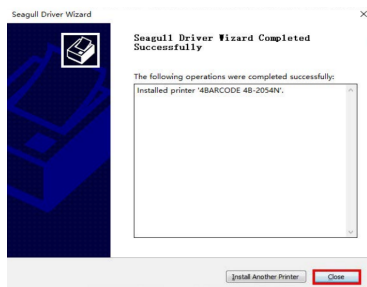 Seagull Driver Wizard
Seagull Driver Wizard Completed
Successfully
The following operations were completed successfully:
Installed printer '4BARCODE 4B-2054N'.
Install Another Printer
Close